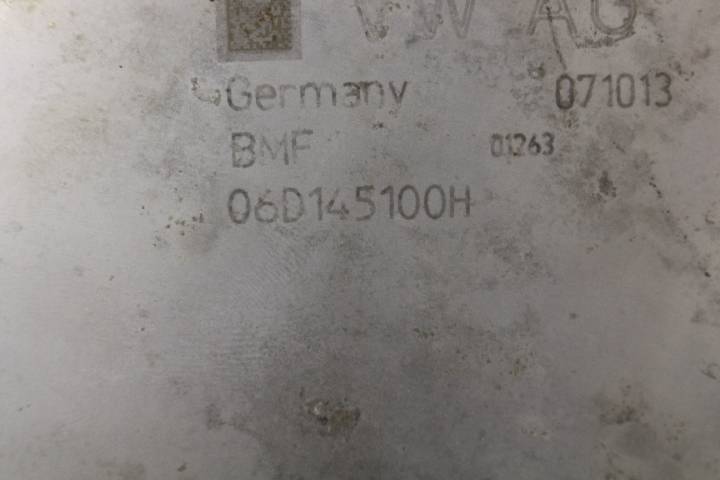 VW AG
Germany 071013
BMF 01263
06D145100H